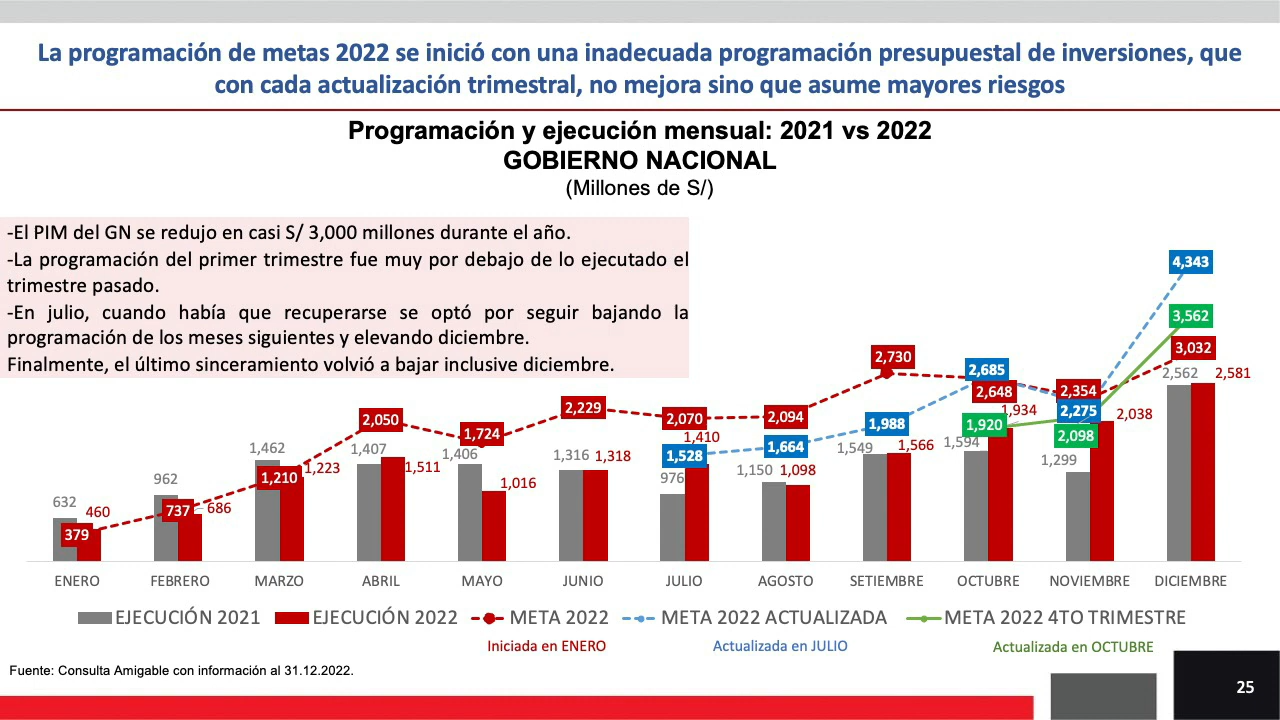 La programación de metas 2022 se inició con una inadecuada programación presupuestal de inversiones, que
con cada actualización trimestral, no mejora sino que asume mayores riesgos
Programación y ejecución mensual: 2021 vs 2022
GOBIERNO NACIONAL
(Millones de S/)
-El PIM del GN se redujo en casi S/ 3,000 millones durante el año.
-La programación del primer trimestre fue muy por debajo de lo ejecutado el
trimestre pasado.
-En julio, cuando había que recuperarse se optó por seguir bajando la
programación de los meses siguientes y elevando diciembre.
Finalmente, el último sinceramiento volvió a bajar inclusive diciembre.
632 460
379
962
737 686
1,462
1,210 1,223
2,050
1,407
1,511
1,724
1,406
1,016
2,229
1,316 1,318
2,070
1,410
1,528
976
2,094
1,664
1,150 1,098
2,730
1,988
1,549 1,566
2,685
2,648
1,934
1,920
1,594
2,354
2,275
2,038
2,098
1,299
4,343
3,562
3,032
2,562 2,581
ENERO FEBRERO MARZO ABRIL MAYO JUNIO JULIO AGOSTO SETIEMBRE OCTUBRE NOVIEMBRE DICIEMBRE
EJECUCIÓN 2021 EJECUCIÓN 2022 META 2022 META 2022 ACTUALIZADA META 2022 4TO TRIMESTRE
Iniciada en ENERO Actualizada en JULIO Actualizada en OCTUBRE
Fuente: Consulta Amigable con información al 31.12.2022.
25